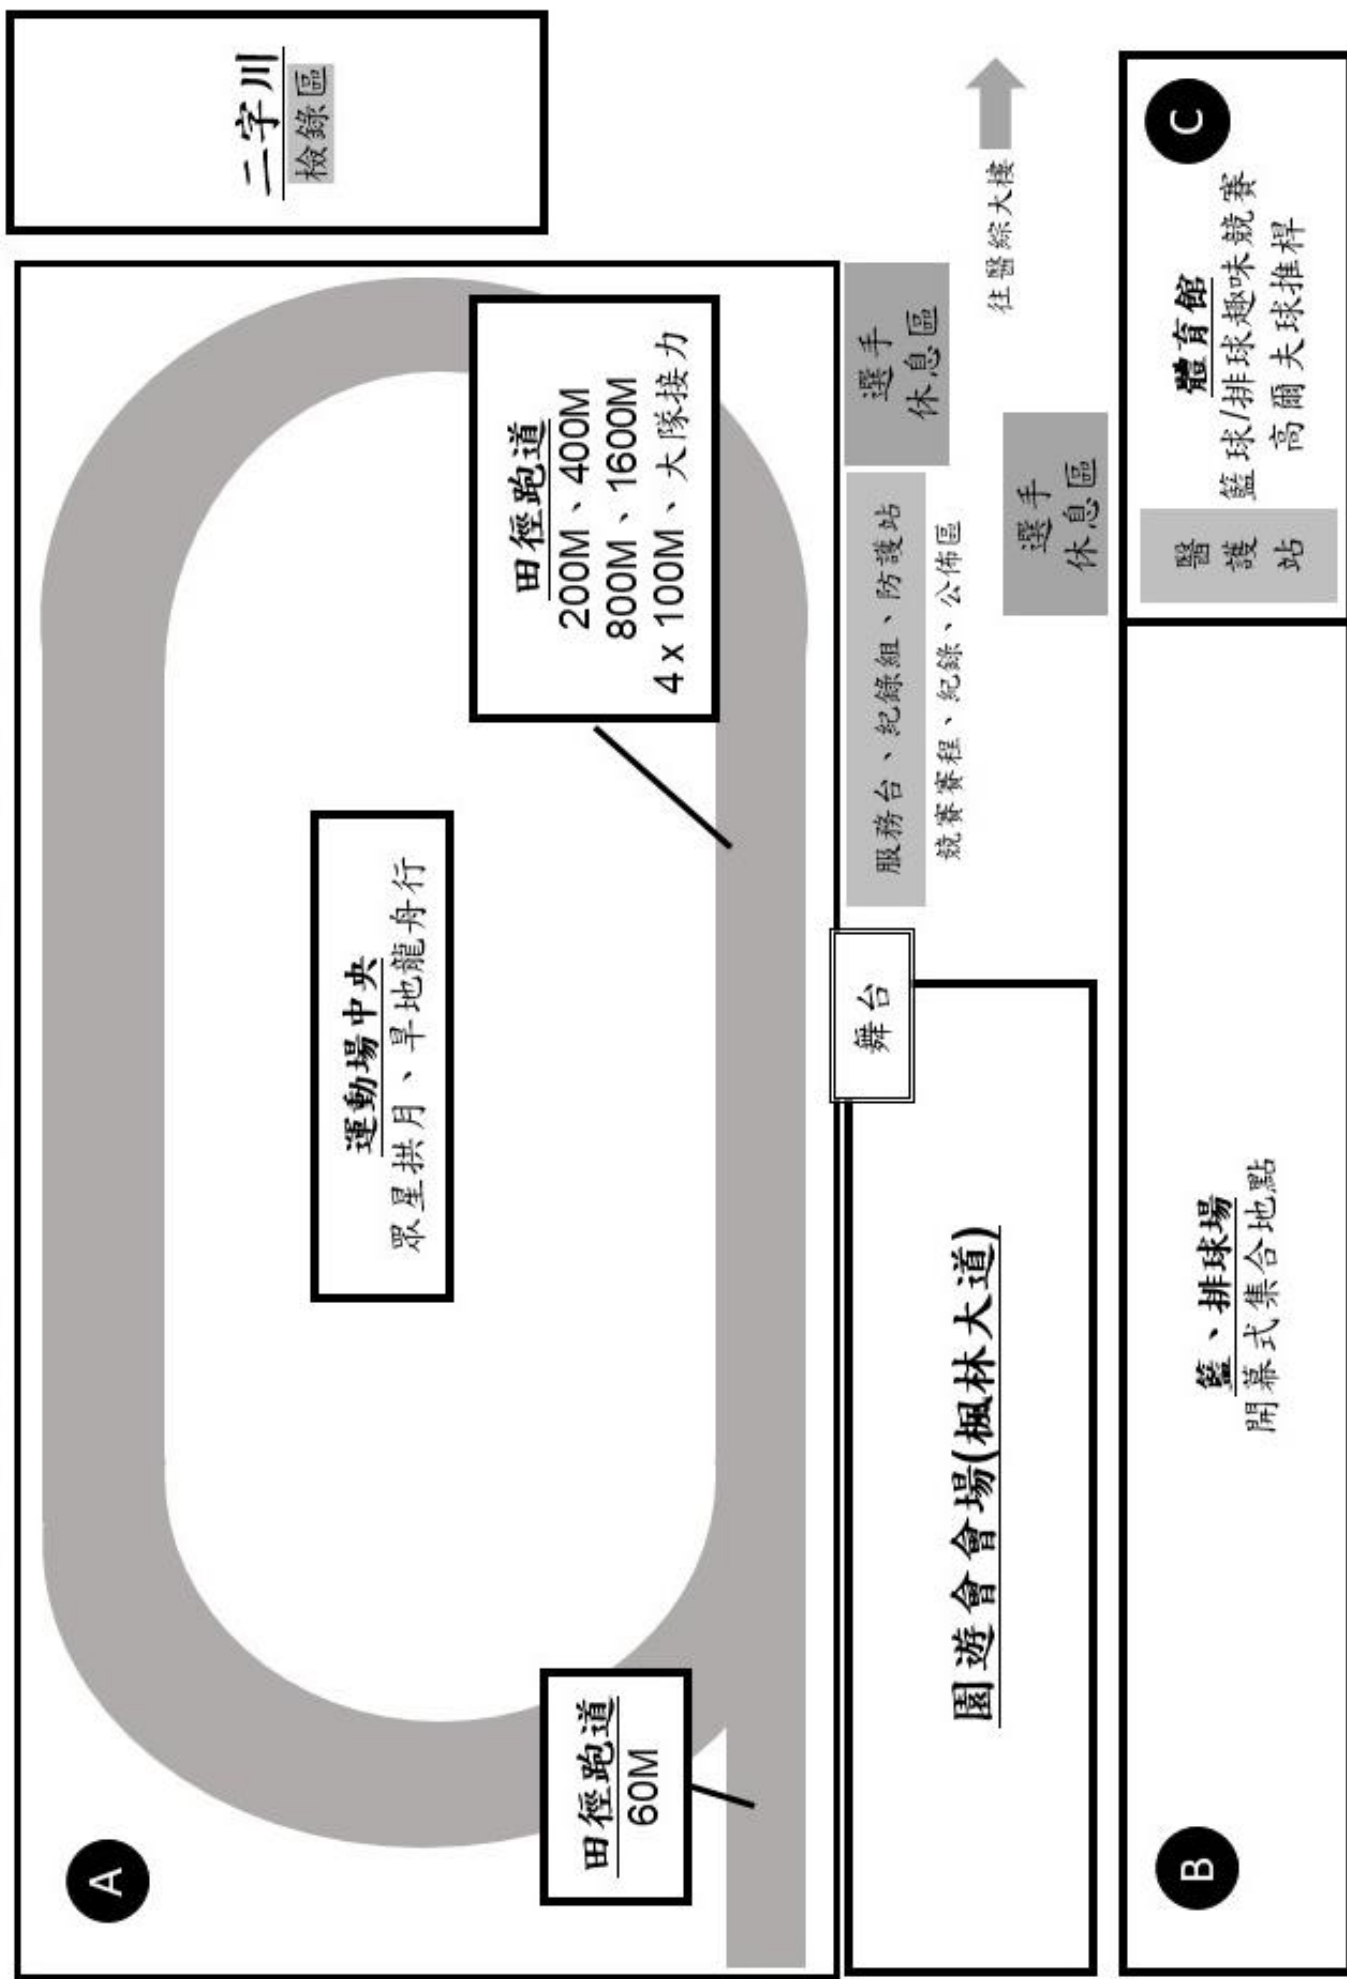 A
運動場中央
眾星拱月、旱地龍舟行
田徑跑道
200M、400M
800M、1600M
4 x 100M、大隊接力
田徑跑道
60M
二字川
檢錄區
舞台
服務台、紀錄組、防護站
競賽賽程、紀錄、公佈區
選手
休息區
選手
休息區
往醫綜大樓
園遊會會場(楓林大道)
B
籃、排球場
開幕式集合地點
醫
護
站
C
體育館
籃球/排球趣味競賽
高爾夫球推桿